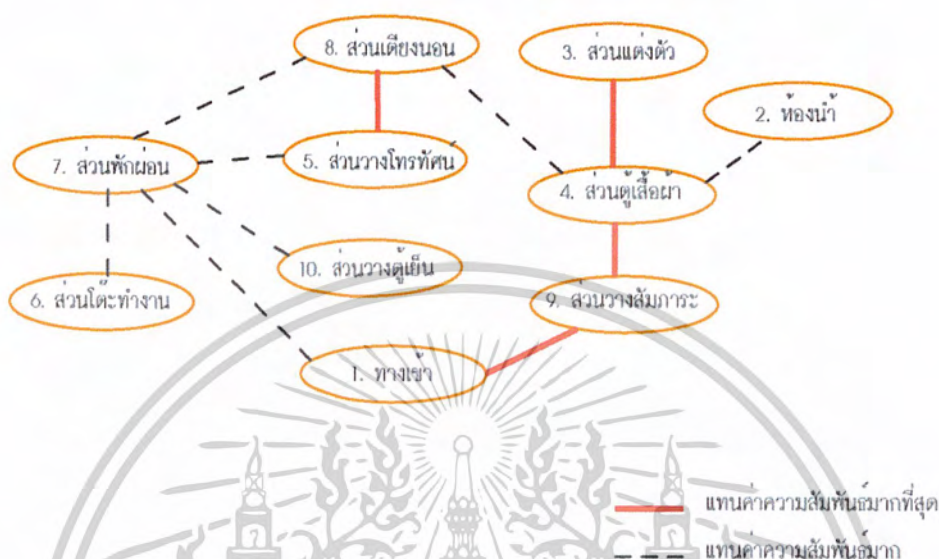 8. ส่วนเตียงนอน
3. ส่วนแต่งตัว
2. ห้องน้ำ
7. ส่วนพักผ่อน
5. ส่วนวางโทรทัศน์
4. ส่วนตู้เสื้อผ้า
10. ส่วนวางตู้เย็น
6. ส่วนโต๊ะทำงาน
9. ส่วนวางสัมภาระ
1. ทางเข้า
แทนค่าความสัมพันธ์มากที่สุด
แทนค่าความสัมพันธ์มาก